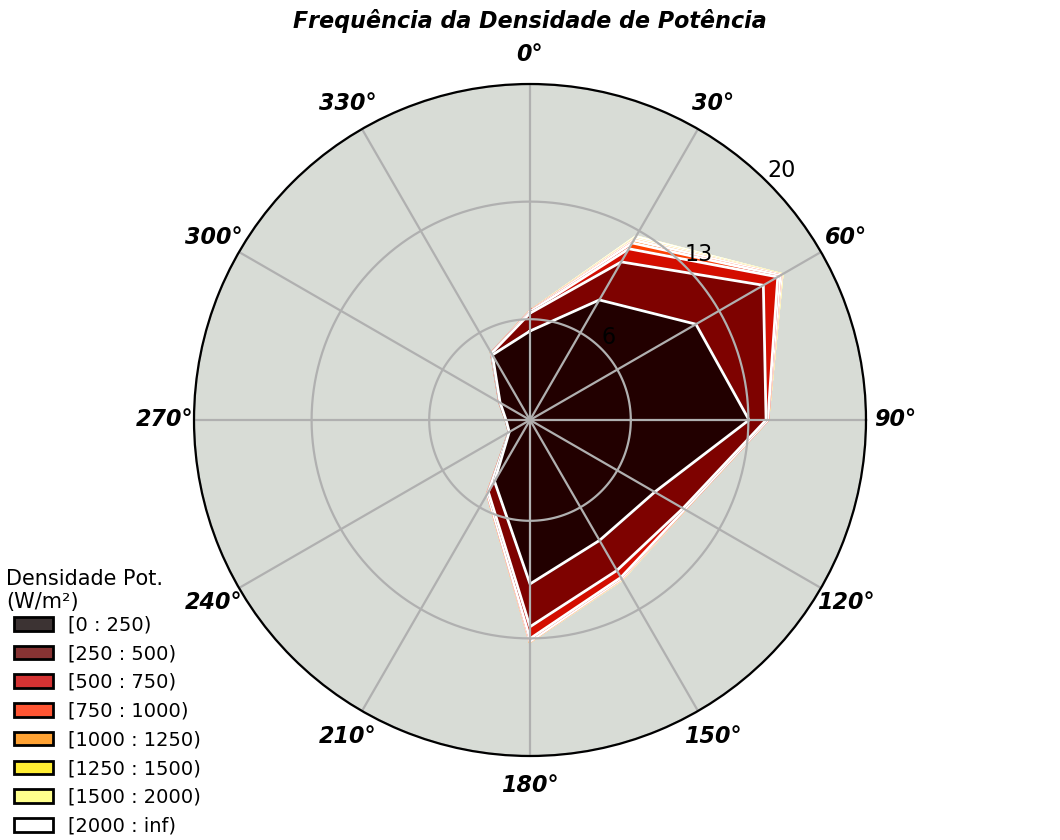 Frequência da Densidade de Potência
0°
330°
30°
20
300°
60°
13
6
270°
90°
240°
120°
210°
150°
180°
Densidade Pot.
(W/m²)
[0 : 250)
[250 : 500)
[500 : 750)
[750 : 1000)
[1000 : 1250)
[1250 : 1500)
[1500 : 2000)
[2000 : inf)